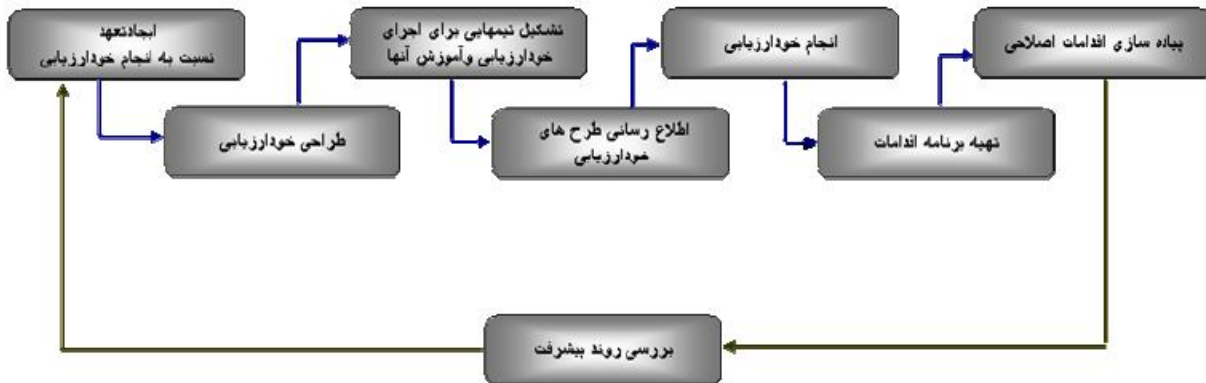 ایجادتعهد
نسبت به انجام خودارزیابی
طراحی خودارزیابی
تشکیل تیمهایی برای اجرای
خودارزیابی وآموزش آنها
اطلاع رسانی طرح های
خودارزیابی
انجام خودارزیابی
تهیه برنامه اقدامات
پیاده سازی اقدامات اصلاحی
بررسی روند پیشرفت